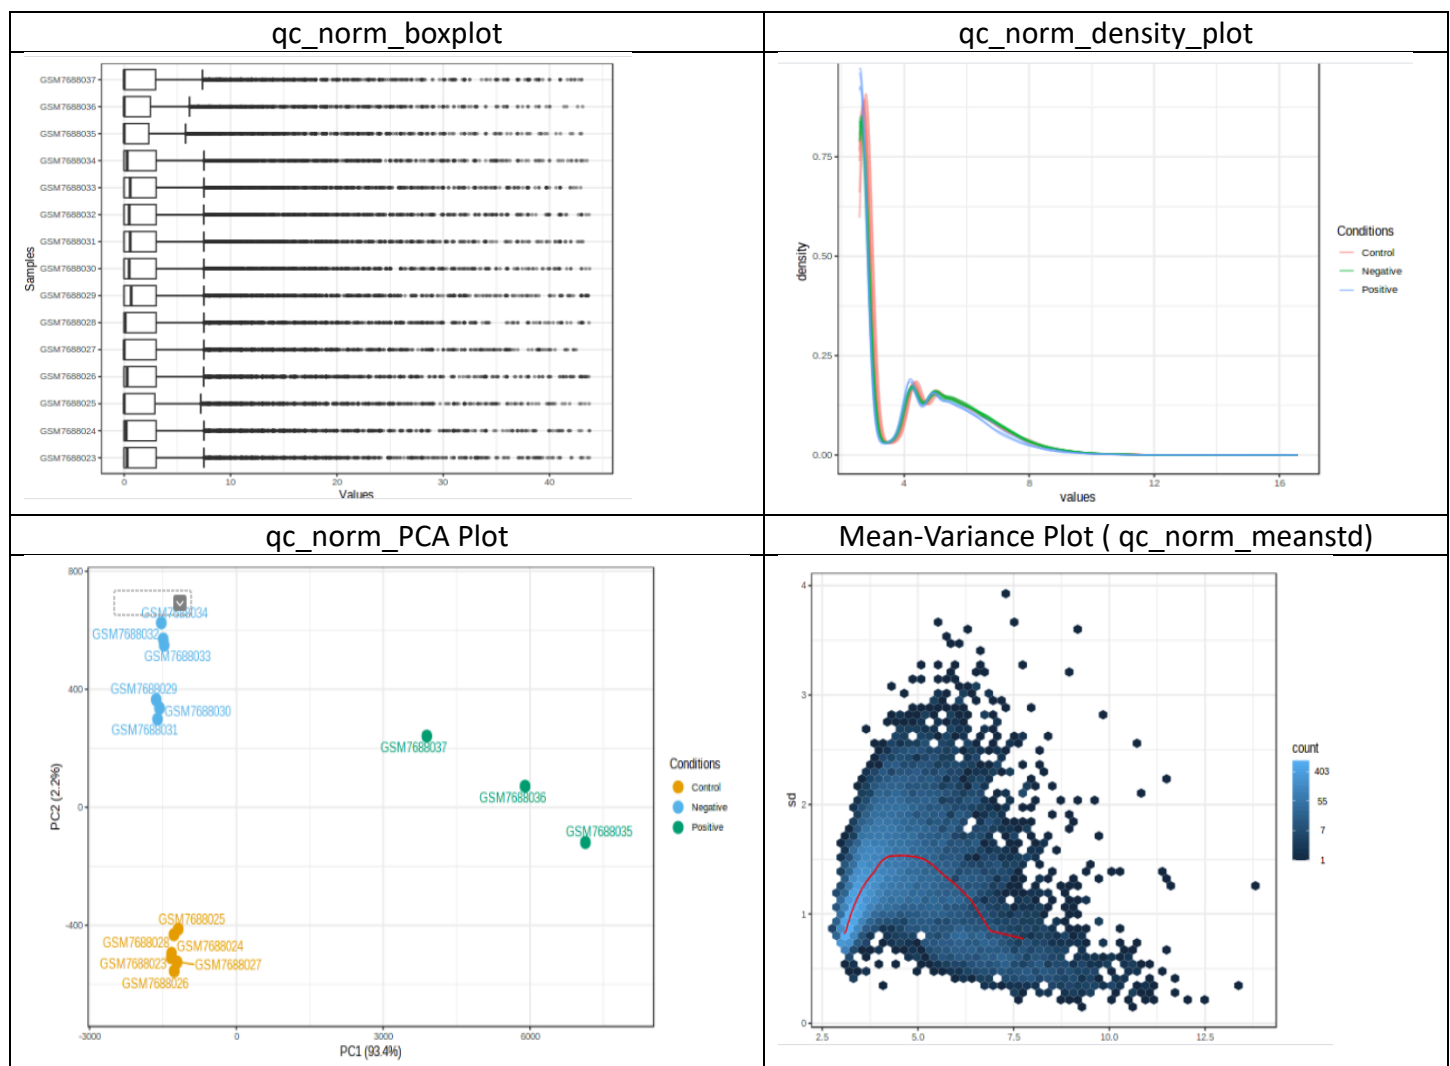 qc_norm_boxplot
GSM7688037
GSM7688036
GSM7688035
GSM7688034
GSM7688033
GSM7688032
GSM7688031
GSM7688030
GSM7688029
GSM7688028
GSM7688027
GSM7688026
GSM7688025
GSM7688024
GSM7688023
Samples
0 10 20 30 40
Values
qc_norm_density_plot
0.75
0.50
0.25
0.00
density
4 8 12 16
values
Conditions
Control
Negative
Positive
qc_norm_PCA Plot
800
400
0
-400
PC2 (2.2%)
GSM7688034
GSM7688032
GSM7688033
GSM7688029
GSM7688030
GSM7688031
GSM7688037
GSM7688036
GSM7688035
GSM7688025
GSM7688028
GSM7688024
GSM7688023
GSM7688027
GSM7688026
-3000 0 3000 6000
PC1 (93.4%)
Conditions
Control
Negative
Positive
Mean-Variance Plot ( qc_norm_meanstd)
4
3
2
1
0
sd
2.5 5.0 7.5 10.0 12.5
count
403
55
7
1